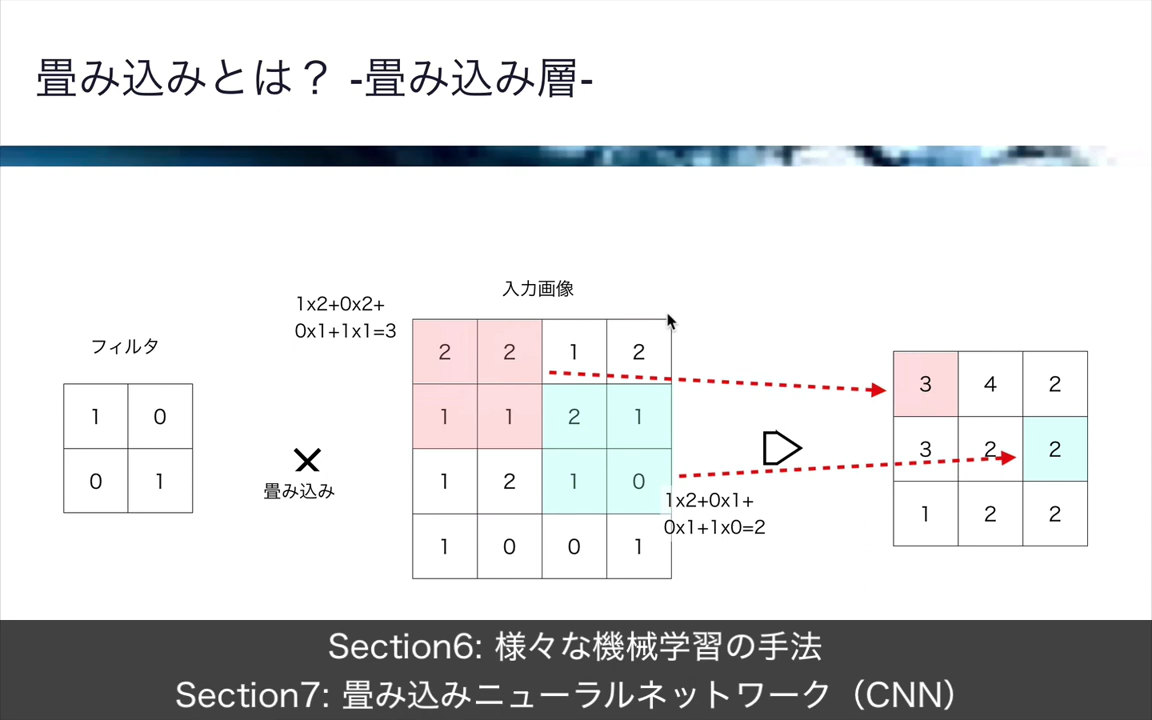 畳み込みとは？ -畳み込み層-
入力画像
1x2+0x2+
0x1+1x1=3
フィルタ
1 0
0 1
畳み込み
2 2 1 2
1 1 2 1
1 2 1 0
1 0 0 1
1x2+0x1+
0x1+1x0=2
3 4 2
3 2 2
1 2 2
Section6: 様々な機械学習の手法
Section7: 畳み込みニューラルネットワーク（CNN）